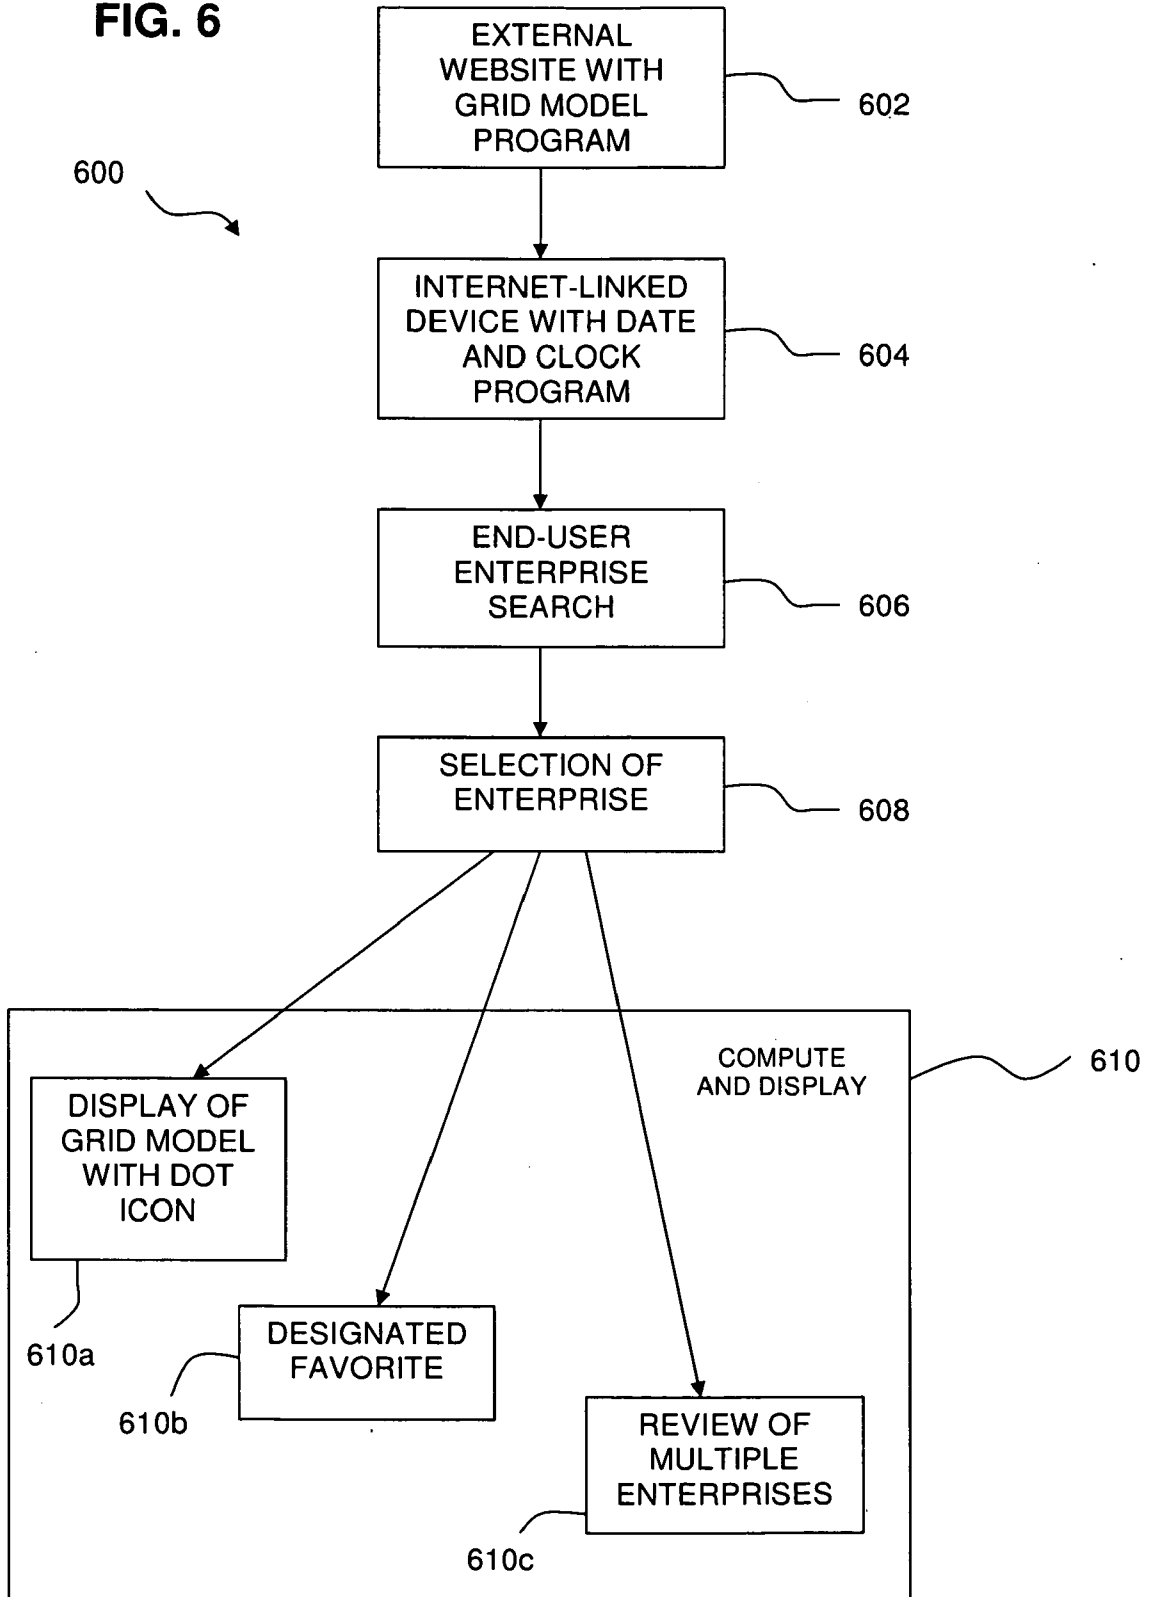 FIG. 6
EXTERNAL
WEBSITE WITH
GRID MODEL
PROGRAM
602
600
INTERNET-LINKED
DEVICE WITH DATE
AND CLOCK
PROGRAM
604
END-USER
ENTERPRISE
SEARCH
606
SELECTION OF
ENTERPRISE
608
COMPUTE
AND DISPLAY
610
DISPLAY OF
GRID MODEL
WITH DOT
ICON
610a
DESIGNATED
FAVORITE
610b
REVIEW OF
MULTIPLE
ENTERPRISES
610c